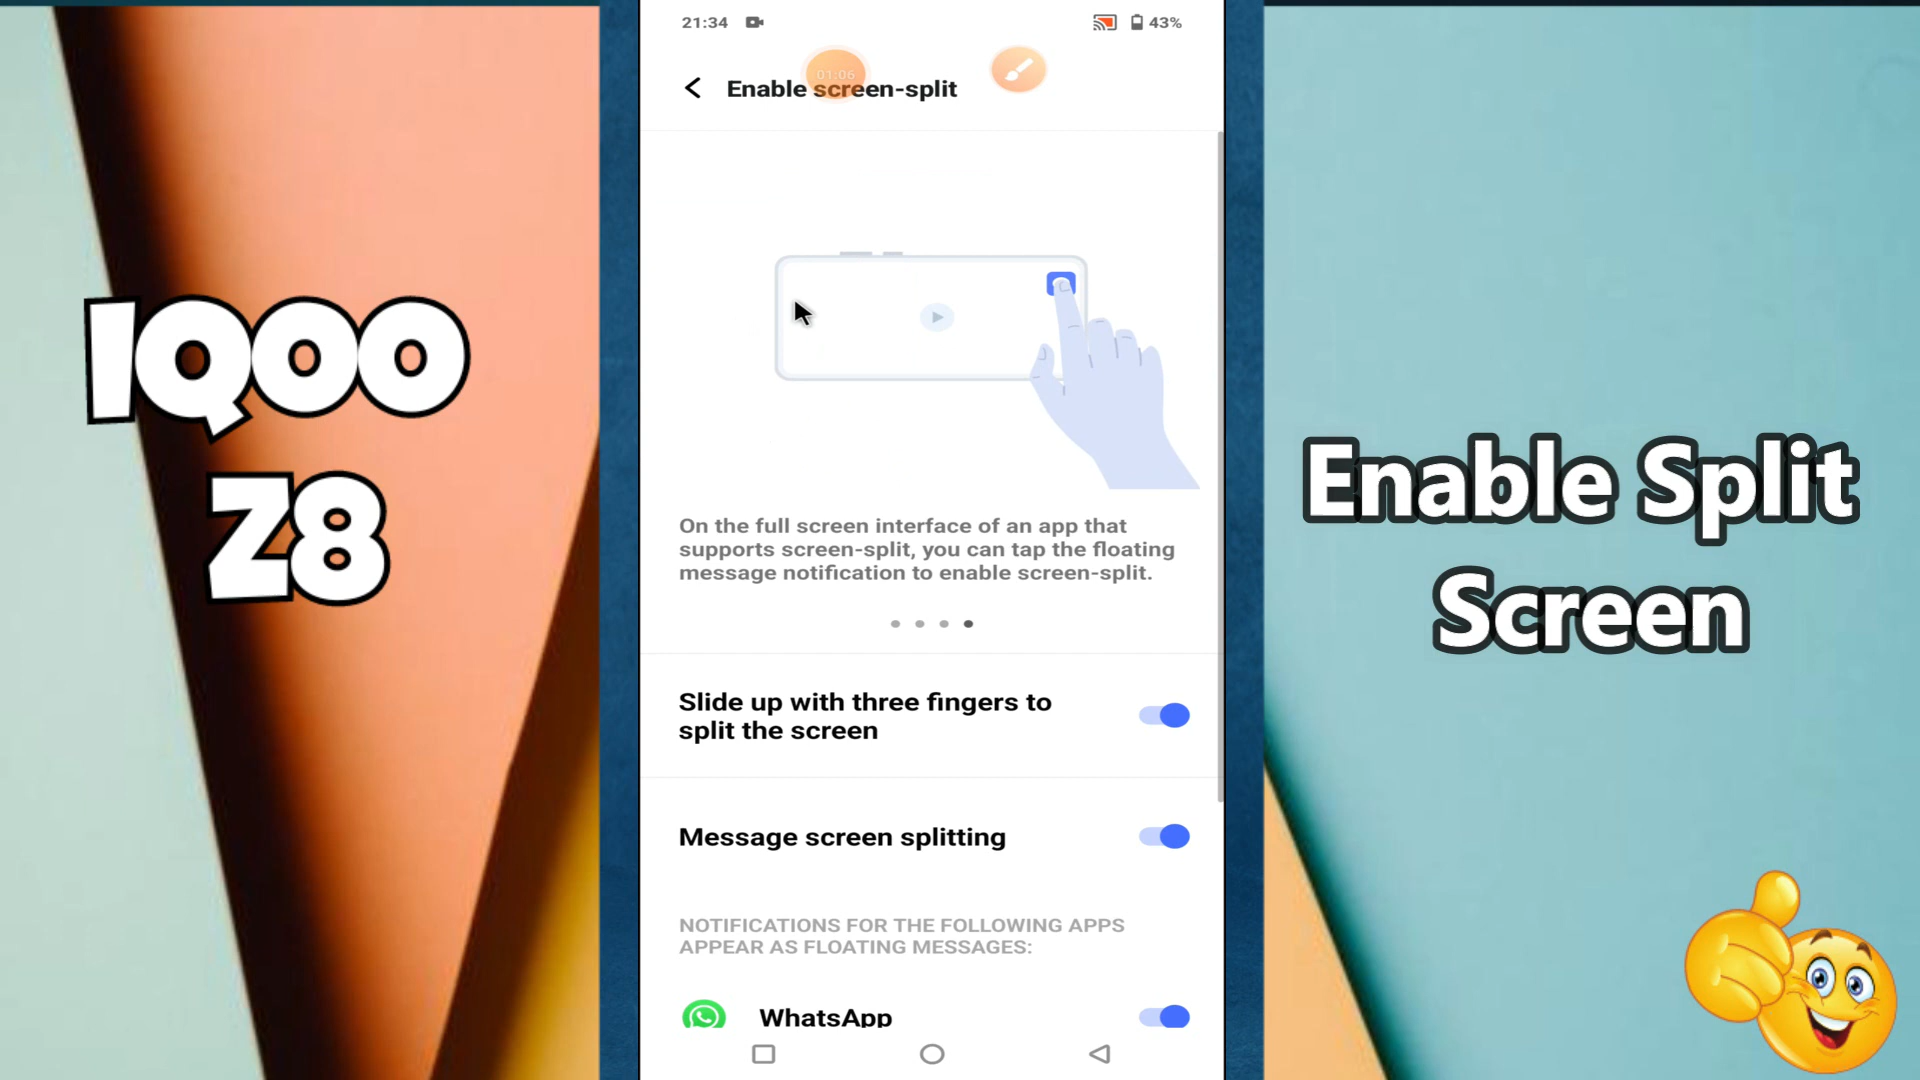 21:34
43%
01:06
Enable screen-split
IQOO
Z8
Enable Split
Screen
On the full screen interface of an app that
supports screen-split, you can tap the floating
message notification to enable screen-split.
Slide up with three fingers to
split the screen
Message screen splitting
NOTIFICATIONS FOR THE FOLLOWING APPS
APPEAR AS FLOATING MESSAGES:
WhatsApp